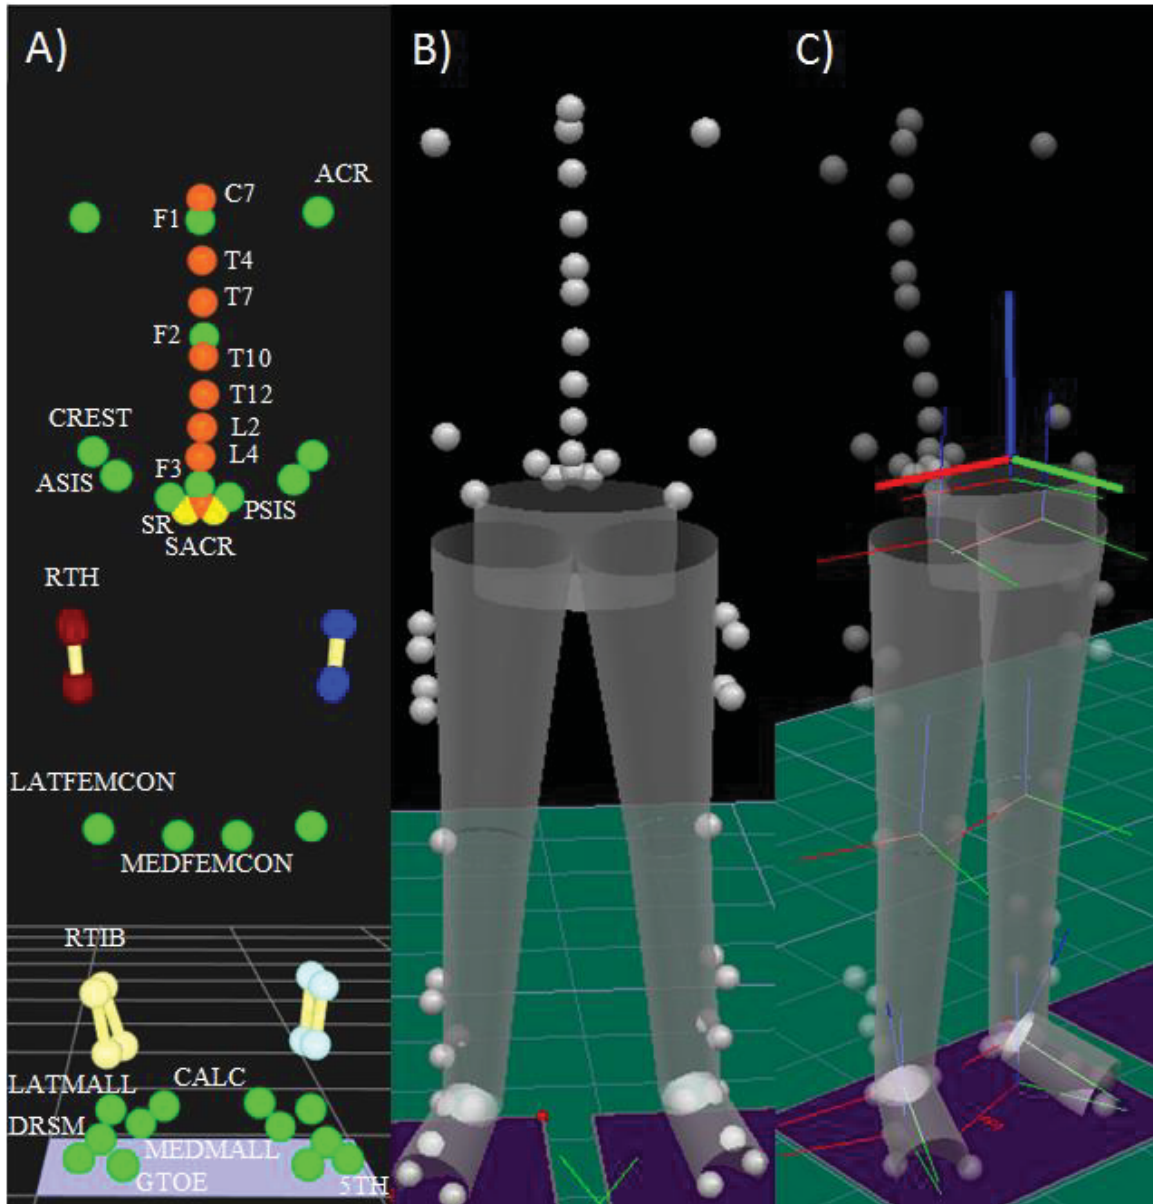 A)
B)
C)
ACR
C7
F1
T4
T7
F2
T10
T12
CREST
L2
L4
F3
ASIS
PSIS
SR
SACR
RTH
LATFEMCON
MEDFEMCON
RTIB
LATMALL
CALC
DRSM
MEDMALL
GTOE
5TH